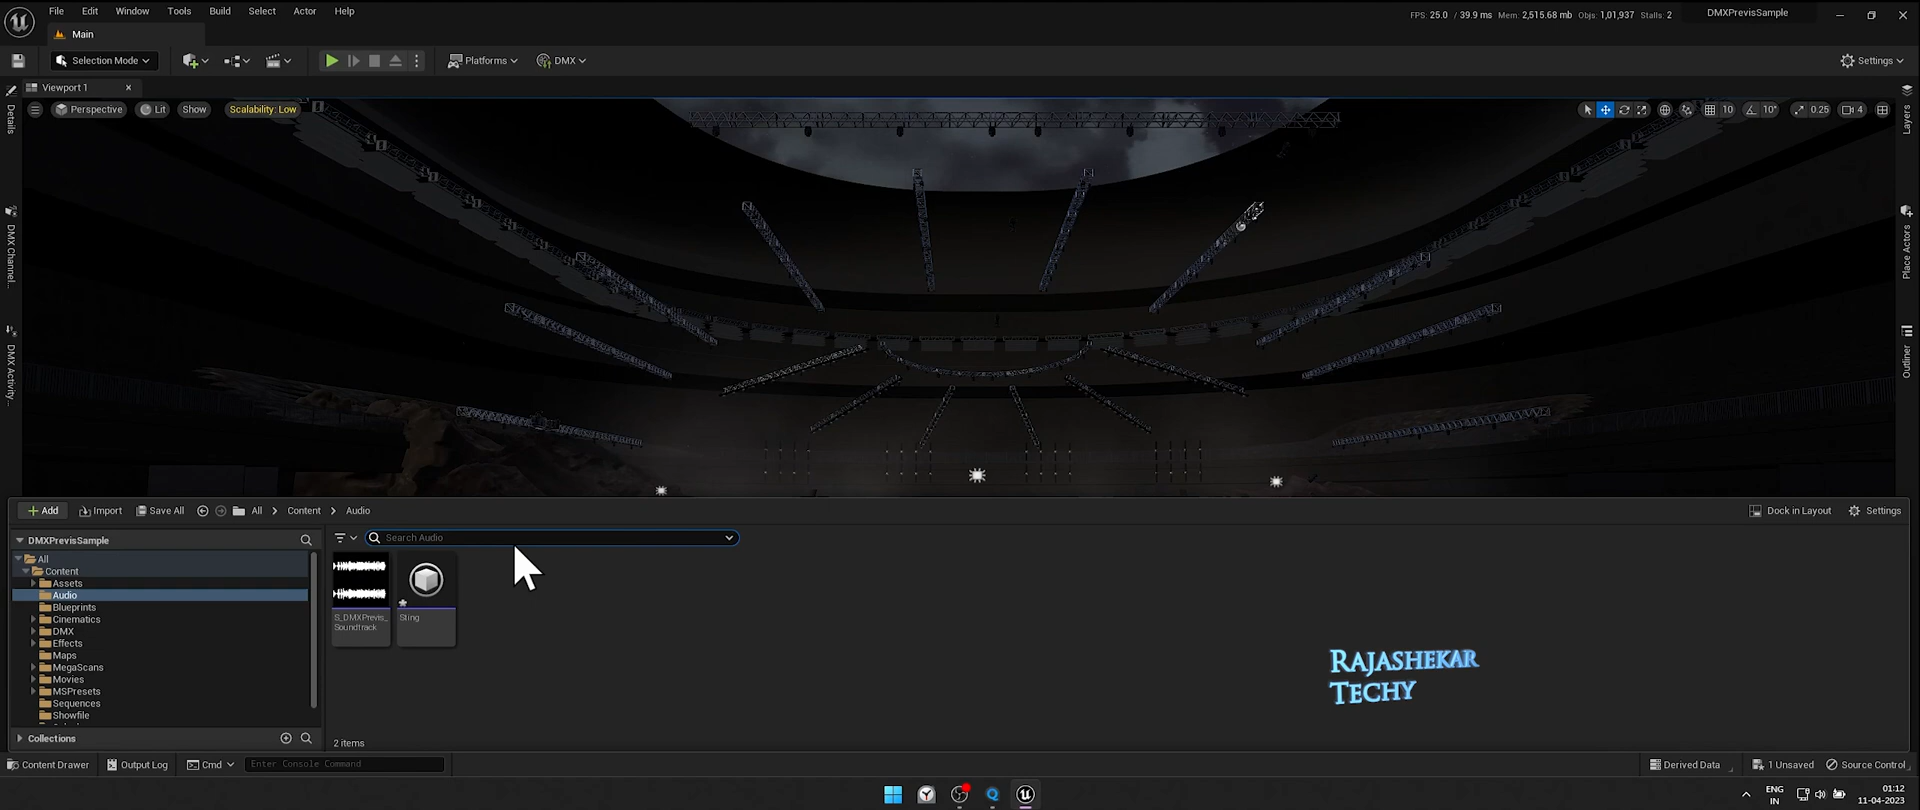 File Edit Window Tools Build Select Actor Help
FPS: 25.0 / 39.9 ms Mem: 2,515.68 mb Objs: 1,01,937 Stalls: 2
DMXPrevisSample
Main
Selection Mode
Platforms
DMX
Settings
Viewport 1
Perspective
Lit
Show
Scalability: Low
10
10°
0.25
4
Details
DMX Channel...
DMX Activity...
Layers
Place Actors
Outliner
Add
Import
Save All
All
Content
Audio
Dock in Layout
Settings
DMXPrevisSample
Search Audio
All
Content
Assets
Audio
Blueprints
Cinematics
DMX
Effects
Maps
MegaScans
Movies
MSPresets
Sequences
Showfile
Collections
S_DMXPrevis_
Soundtrack
Sting
2 items
RAJASHEKAR
TECHY
Content Drawer
Output Log
Cmd
Enter Console Command
Derived Data
1 Unsaved
Source Control
ENG
IN
01:12
11-04-2023